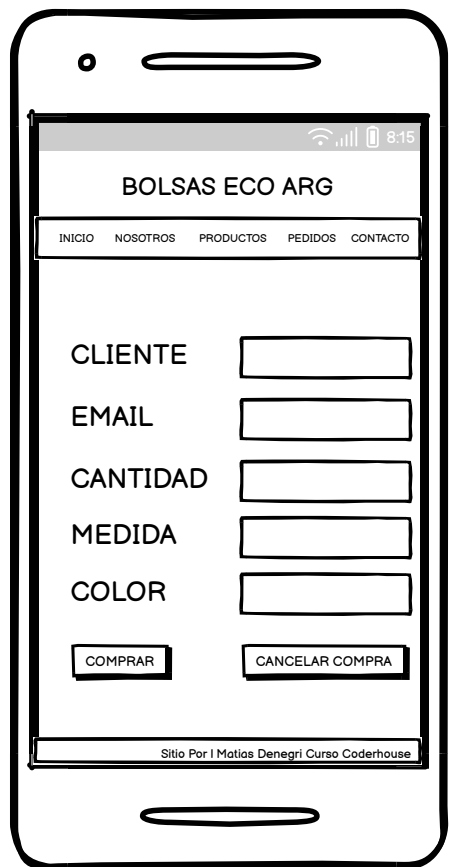 8:15
BOLSAS ECO ARG
INICIO NOSOTROS PRODUCTOS PEDIDOS CONTACTO
CLIENTE
EMAIL
CANTIDAD
MEDIDA
COLOR
COMPRAR CANCELAR COMPRA
Sitio Por | Matias Denegri Curso Coderhouse